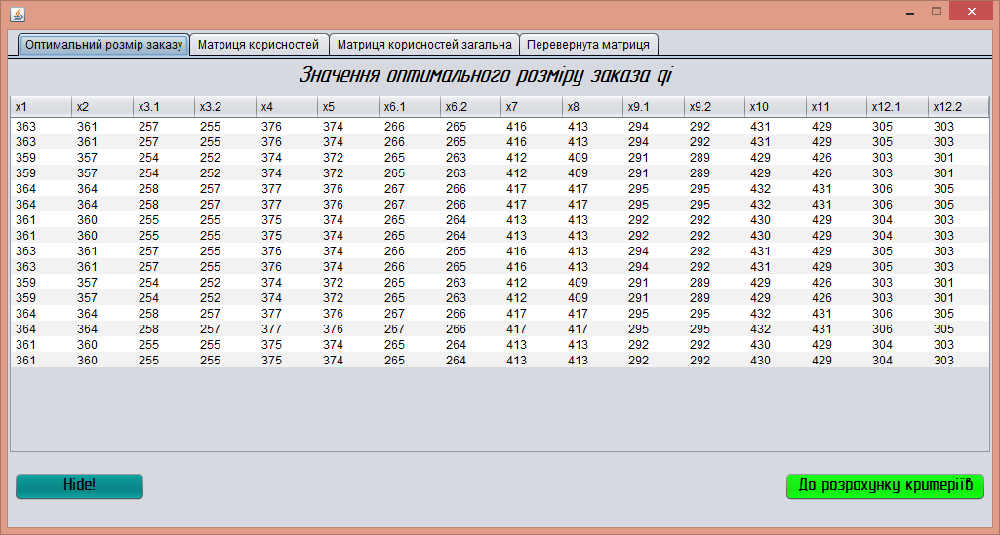 Оптимальний розмір заказу Матриця корисностей Матриця корисностей загальна Перевернута матриця
Значення оптимального розміру заказа qi
x1 x2 x3.1 x3.2 x4 x5 x6.1 x6.2 x7 x8 x9.1 x9.2 x10 x11 x12.1 x12.2
363 361 257 255 376 374 266 265 416 413 294 292 431 429 305 303
363 361 257 255 376 374 266 265 416 413 294 292 431 429 305 303
359 357 254 252 374 372 265 263 412 409 291 289 429 426 303 301
359 357 254 252 374 372 265 263 412 409 291 289 429 426 303 301
364 364 258 257 377 376 267 266 417 417 295 295 432 431 306 305
364 364 258 257 377 376 267 266 417 417 295 295 432 431 306 305
361 360 255 255 375 374 265 264 413 413 292 292 430 429 304 303
361 360 255 255 375 374 265 264 413 413 292 292 430 429 304 303
363 361 257 255 376 374 266 265 416 413 294 292 431 429 305 303
363 361 257 255 376 374 266 265 416 413 294 292 431 429 305 303
359 357 254 252 374 372 265 263 412 409 291 289 429 426 303 301
359 357 254 252 374 372 265 263 412 409 291 289 429 426 303 301
364 364 258 257 377 376 267 266 417 417 295 295 432 431 306 305
364 364 258 257 377 376 267 266 417 417 295 295 432 431 306 305
361 360 255 255 375 374 265 264 413 413 292 292 430 429 304 303
361 360 255 255 375 374 265 264 413 413 292 292 430 429 304 303
Hide! До розрахунку критеріїв